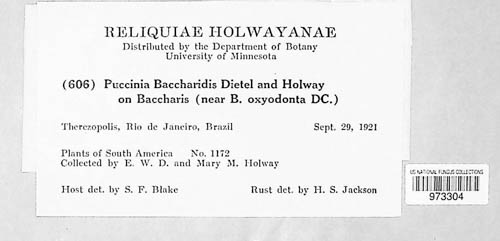 RELIQUIAE HOLWAYANAE
Distributed by the Department of Botany
University of Minnesota
(606) Puccinia Baccharidis Dietel and Holway
on Baccharis (near B. oxyodonta DC.)
Therezopolis, Rio de Janeiro, Brazil Sept. 29, 1921
Plants of South America No. 1172
Collected by E. W. D. and Mary M. Holway
Host det. by S. F. Blake Rust det. by H. S. Jackson
US NATIONAL FUNGUS COLLECTIONS
973304